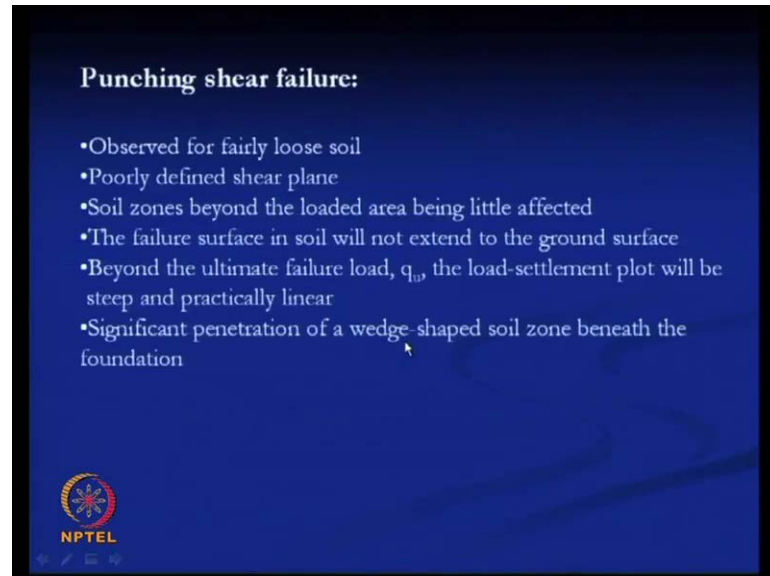 Punching shear failure:
•Observed for fairly loose soil
•Poorly defined shear plane
•Soil zones beyond the loaded area being little affected
•The failure surface in soil will not extend to the ground surface
•Beyond the ultimate failure load, qu, the load-settlement plot will be
steep and practically linear
•Significant penetration of a wedge-shaped soil zone beneath the
foundation
NPTEL